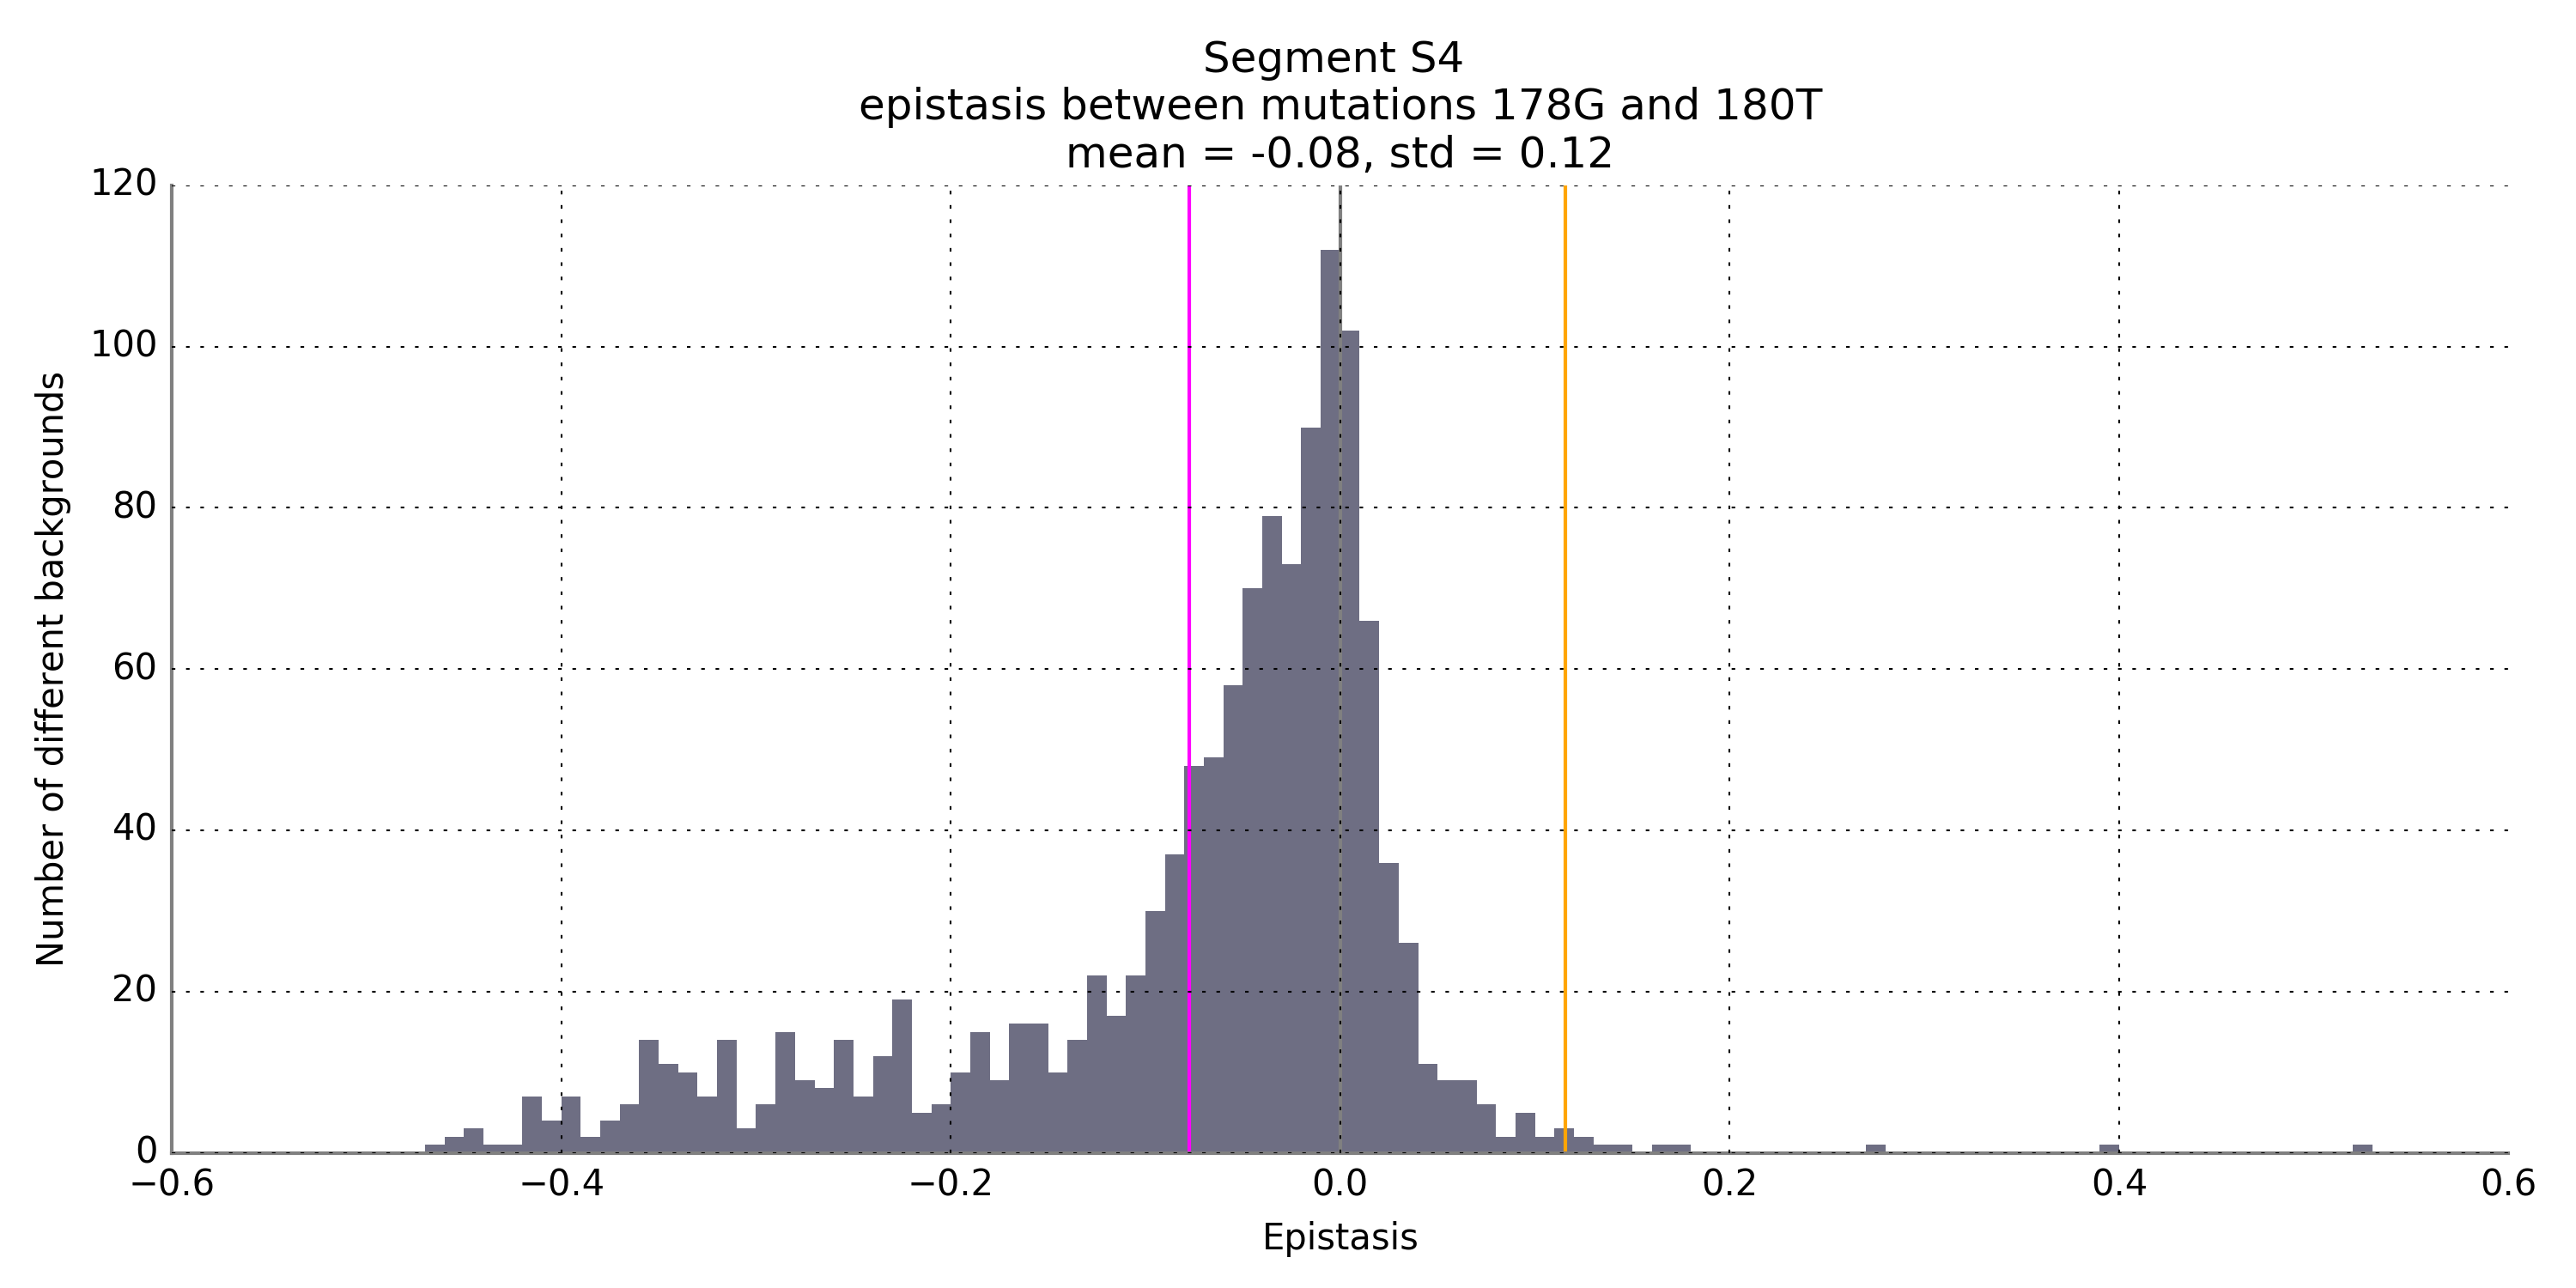 Segment S4
epistasis between mutations 178G and 180T
mean = -0.08, std = 0.12
120
100
80
60
40
20
0
Number of different backgrounds
−0.6 −0.4 −0.2 0.0 0.2 0.4 0.6
Epistasis